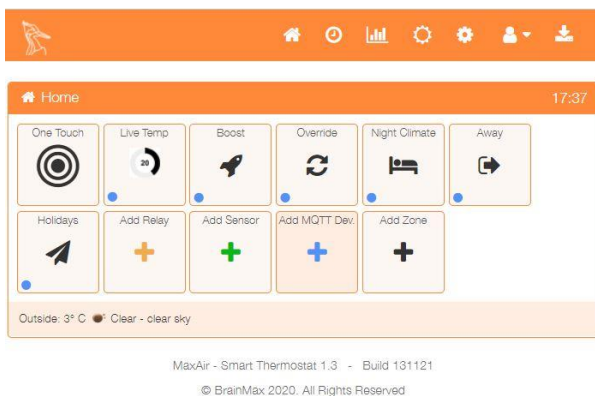 Home 17:37
One Touch Live Temp Boost Override Night Climate Away
20
Holidays Add Relay Add Sensor Add MQTT Dev. Add Zone
Outside: 3° C Clear - clear sky
MaxAir - Smart Thermostat 1.3 - Build 131121
© BrainMax 2020. All Rights Reserved